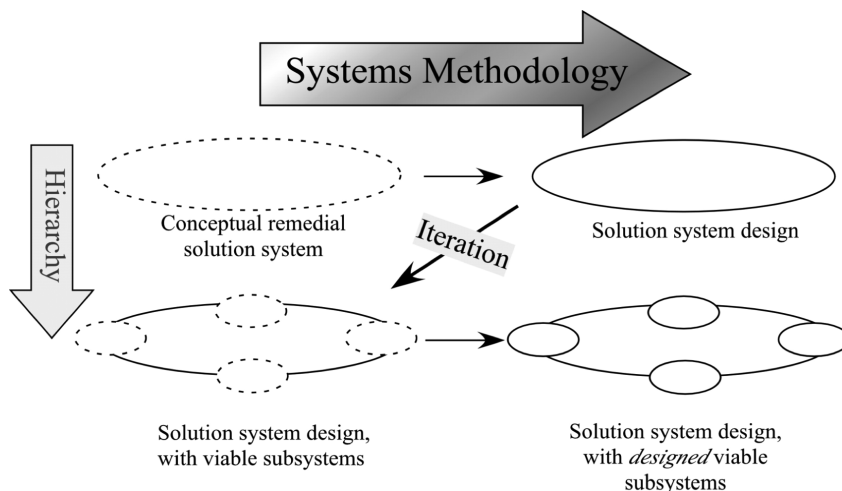 Systems Methodology
Hierarchy
Conceptual remedial
solution system
Iteration
Solution system design
Solution system design,
with viable subsystems
Solution system design,
with designed viable
subsystems